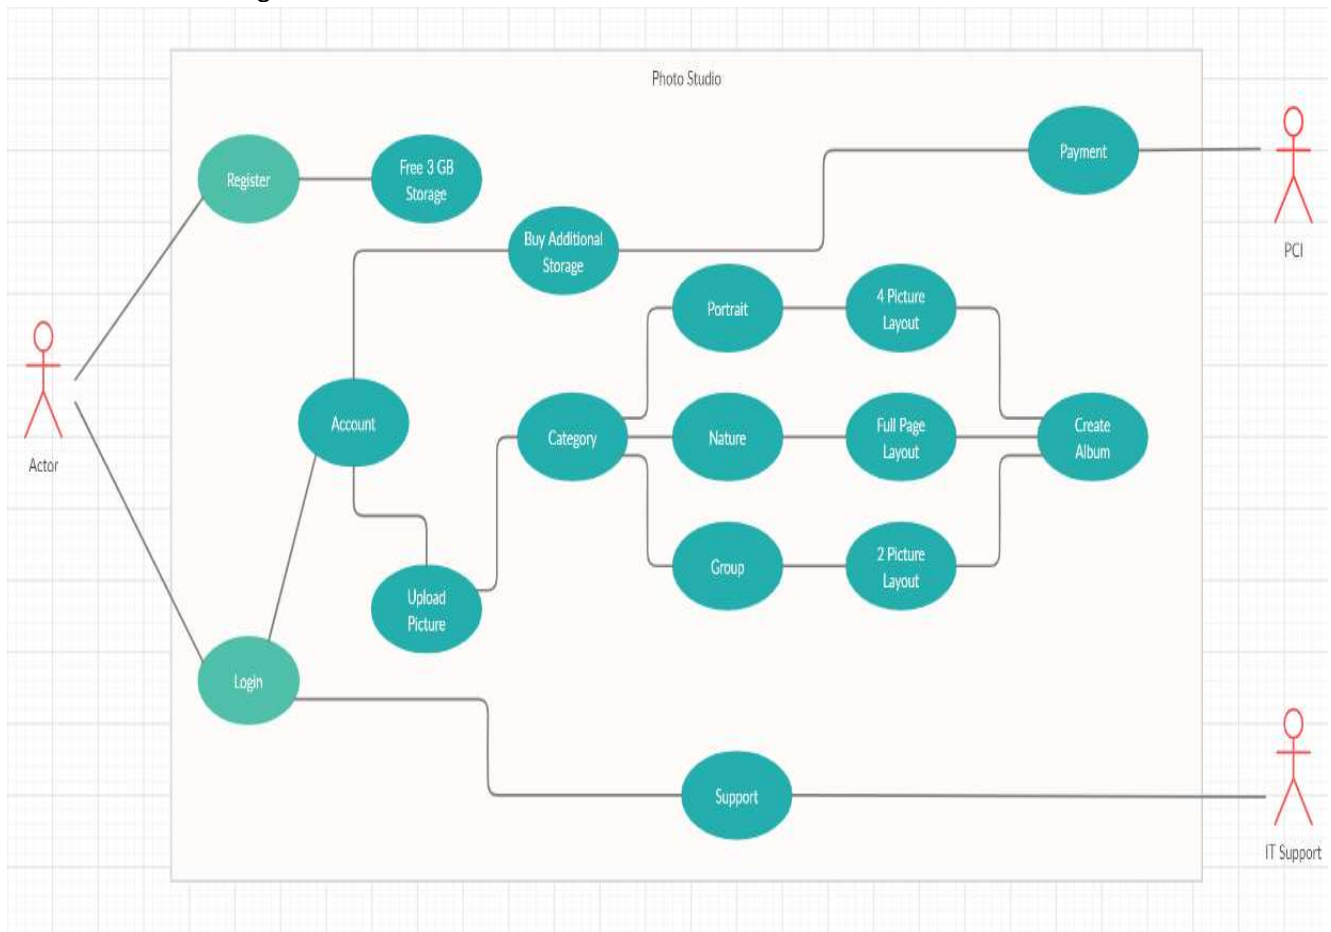 Photo Studio
Register
Free 3 GB
Storage
Payment
Buy Additional
Storage
PCI
Portrait
4 Picture
Layout
Account
Category
Nature
Full Page
Layout
Create
Album
Actor
Group
2 Picture
Layout
Upload
Picture
Login
Support
IT Support